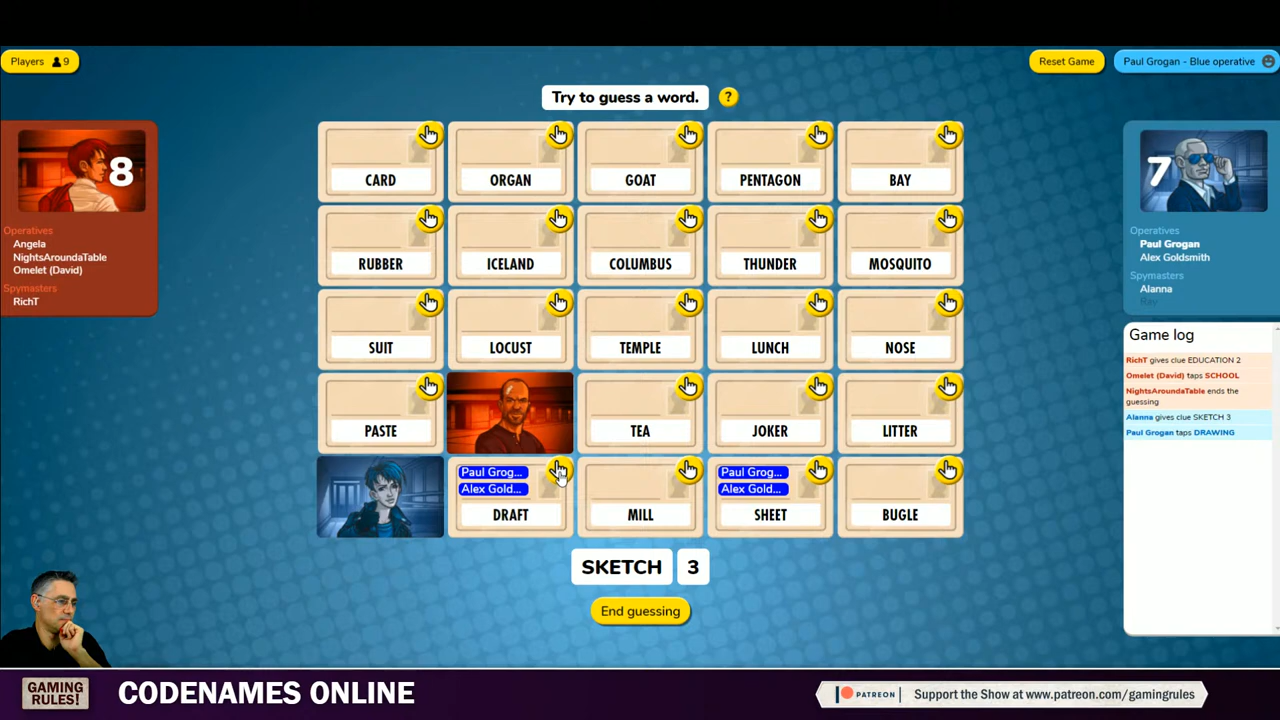 Players 9
Reset Game
Paul Grogan - Blue operative
Try to guess a word.
?
8
Operatives
Angela
NightsAroundaTable
Omelet (David)
Spymasters
RichT
CARD
ORGAN
GOAT
PENTAGON
BAY
RUBBER
ICELAND
COLUMBUS
THUNDER
MOSQUITO
SUIT
LOCUST
TEMPLE
LUNCH
NOSE
PASTE
TEA
JOKER
LITTER
Paul Grog...
Alex Gold...
DRAFT
MILL
Paul Grog...
Alex Gold...
SHEET
BUGLE
SKETCH 3
End guessing
7
Operatives
Paul Grogan
Alex Goldsmith
Spymasters
Alanna
Ray
Game log
RichT gives clue EDUCATION 2
Omelet (David) taps SCHOOL
NightsAroundaTable ends the
guessing
Alanna gives clue SKETCH 3
Paul Grogan taps DRAWING
GAMING
RULES!
CODENAMES ONLINE
PATREON
Support the Show at www.patreon.com/gamingrules